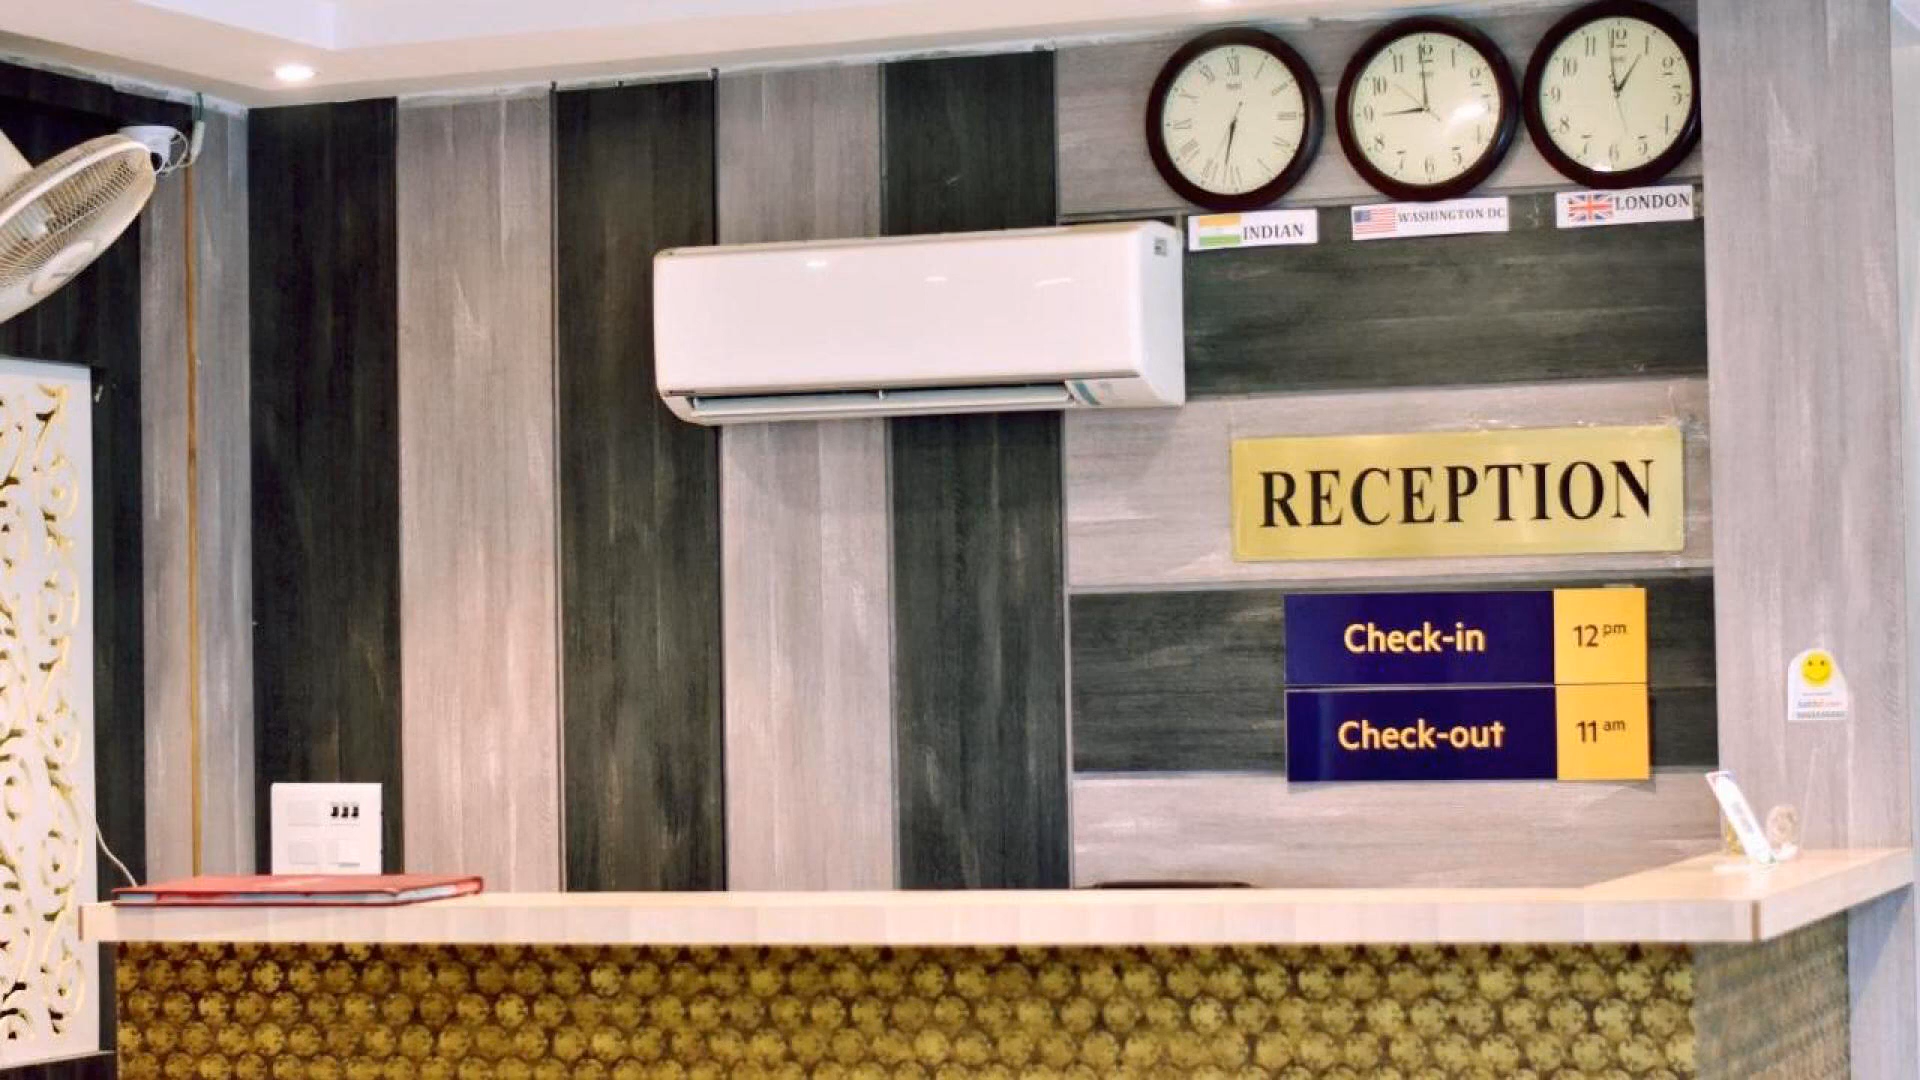 INDIAN
WASHINGTON DC
LONDON
RECEPTION
Check-in 12 pm
Check-out 11 am